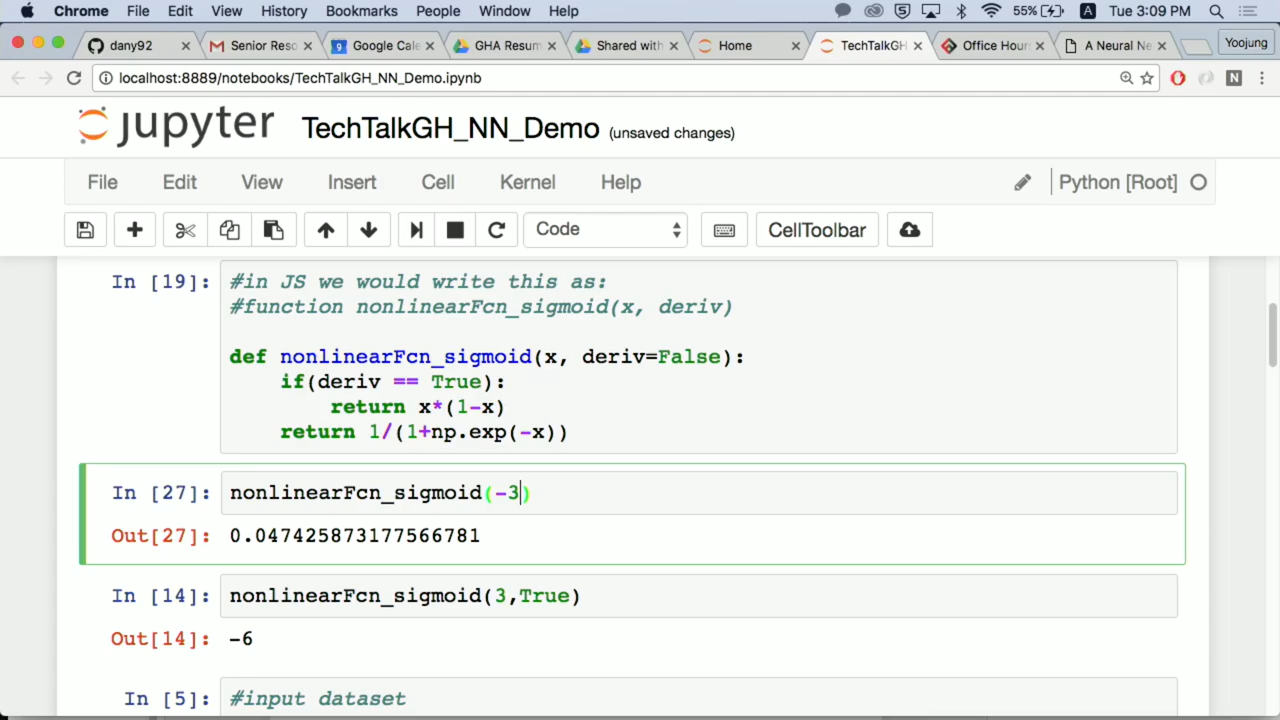 Chrome File Edit View History Bookmarks People Window Help 55% A Tue 3:09 PM
dany92 Senior Reso Google Cale GHA Resum Shared with Home TechTalkGH Office Hour A Neural Ne Yoojung
localhost:8889/notebooks/TechTalkGH_NN_Demo.ipynb
jupyter TechTalkGH_NN_Demo (unsaved changes)
File Edit View Insert Cell Kernel Help Python [Root]
Code CellToolbar
In [19]: #in JS we would write this as:
#function nonlinearFcn_sigmoid(x, deriv)
def nonlinearFcn_sigmoid(x, deriv=False):
if(deriv == True):
return x*(1-x)
return 1/(1+np.exp(-x))
In [27]: nonlinearFcn_sigmoid(-3)
Out[27]: 0.047425873177566781
In [14]: nonlinearFcn_sigmoid(3,True)
Out[14]: -6
In [5]: #input dataset